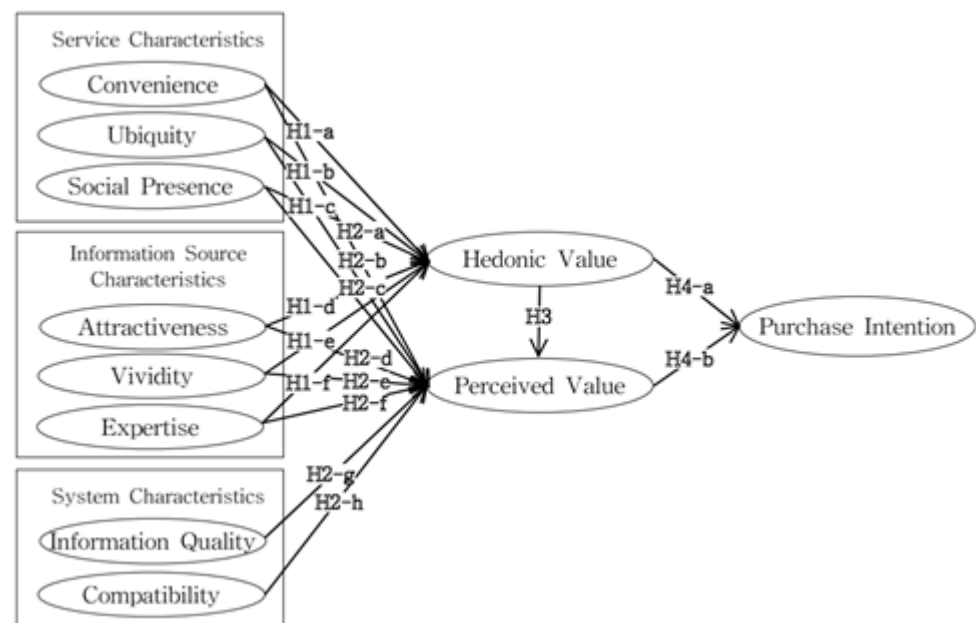 Service Characteristics
Convenience
Ubiquity
Social Presence
Information Source
Characteristics
Attractiveness
Vividity
Expertise
System Characteristics
Information Quality
Compatibility
H1-a
H1-b
H1-c
H2-a
H2-b
H2-c
H1-d
H1-e
H1-f
H2-d
H2-e
H2-f
H2-g
H2-h
Hedonic Value
H3
Perceived Value
H4-a
H4-b
Purchase Intention